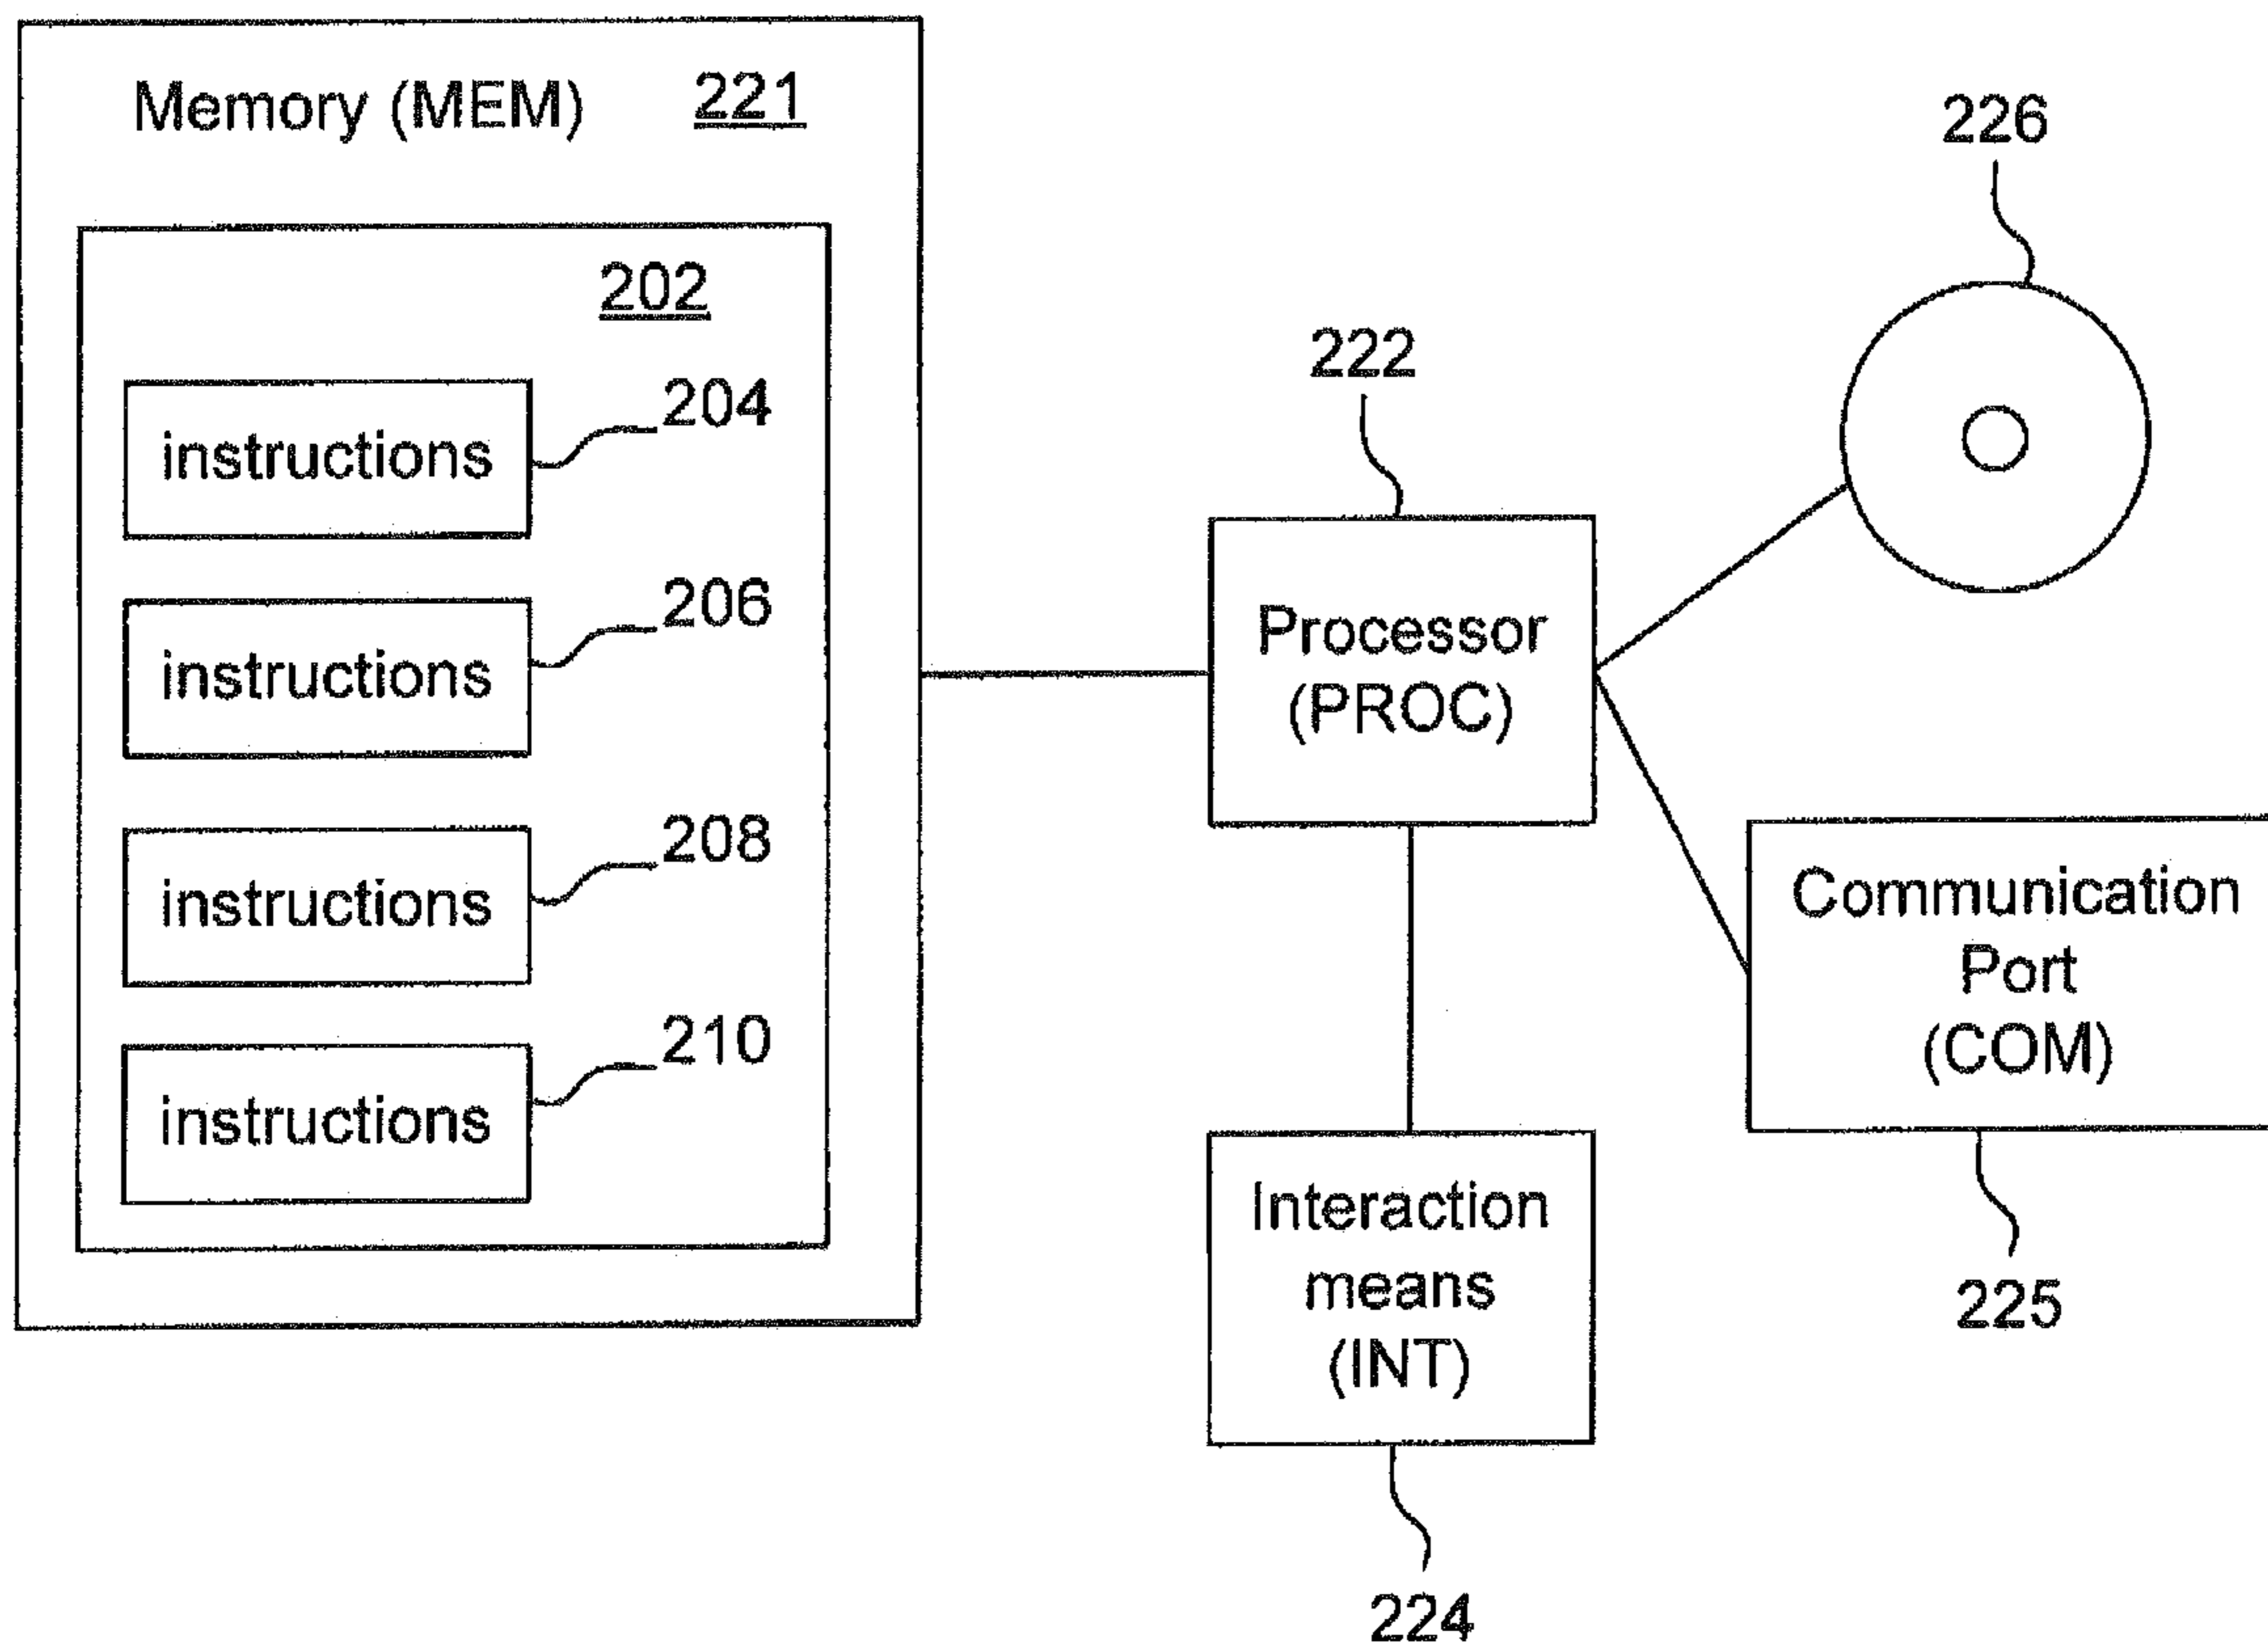 Memory (MEM) 221
202
instructions 204
instructions 206
instructions 208
instructions 210
222
Processor
(PROC)
226
Communication
Port
(COM)
225
Interaction
means
(INT)
224